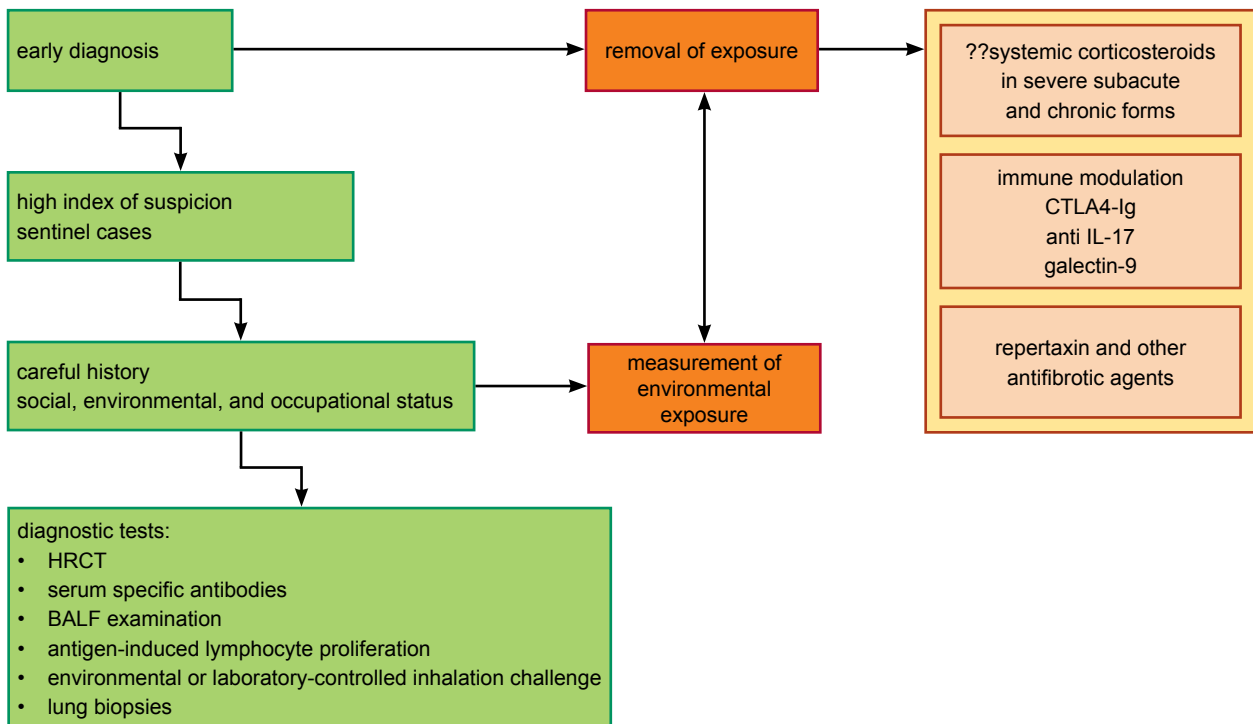 early diagnosis
removal of exposure
??systemic corticosteroids
in severe subacute
and chronic forms
high index of suspicion
sentinel cases
immune modulation
CTLA4-Ig
anti IL-17
galectin-9
careful history
social, environmental, and occupational status
measurement of
environmental
exposure
repertaxin and other
antifibrotic agents
diagnostic tests:
• HRCT
• serum specific antibodies
• BALF examination
• antigen-induced lymphocyte proliferation
• environmental or laboratory-controlled inhalation challenge
• lung biopsies